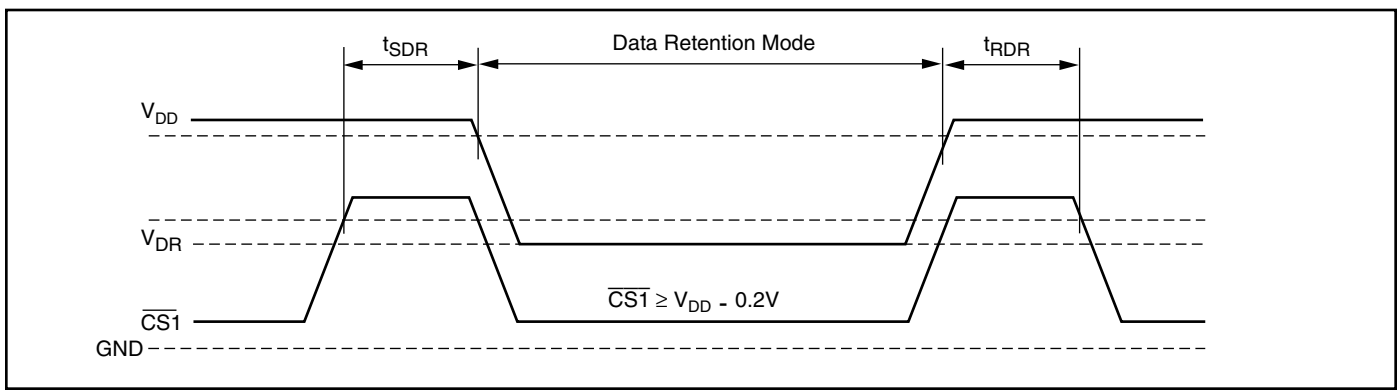 tSDR Data Retention Mode tRDR
VDD
VDR
CS1 ≥ VDD - 0.2V
CS1
GND